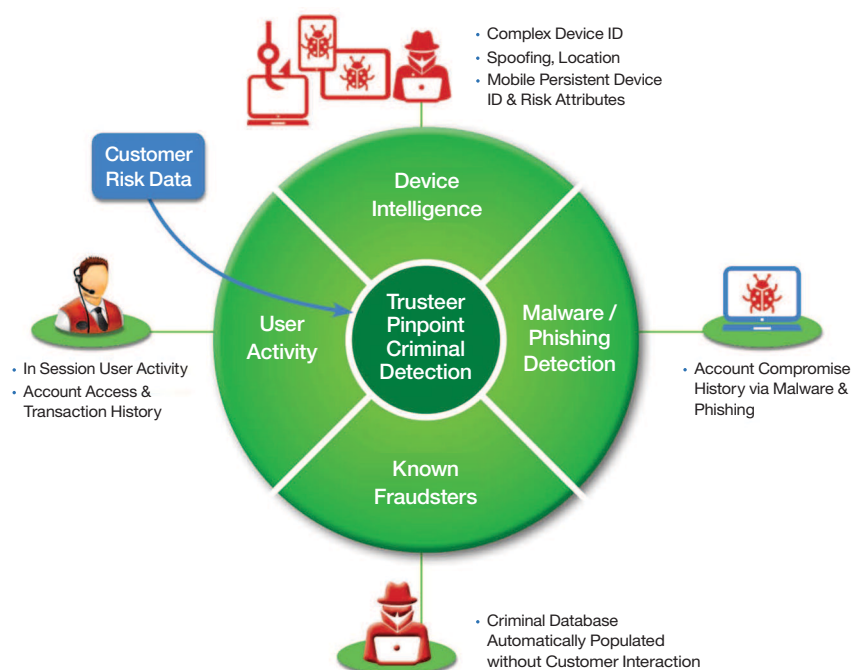 • Complex Device ID
• Spoofing, Location
• Mobile Persistent Device
ID & Risk Attributes
Customer
Risk Data
Device
Intelligence
User
Activity
Trusteer
Pinpoint
Criminal
Detection
Malware /
Phishing
Detection
• In Session User Activity
• Account Access &
Transaction History
• Account Compromise
History via Malware &
Phishing
Known
Fraudsters
• Criminal Database
Automatically Populated
without Customer Interaction